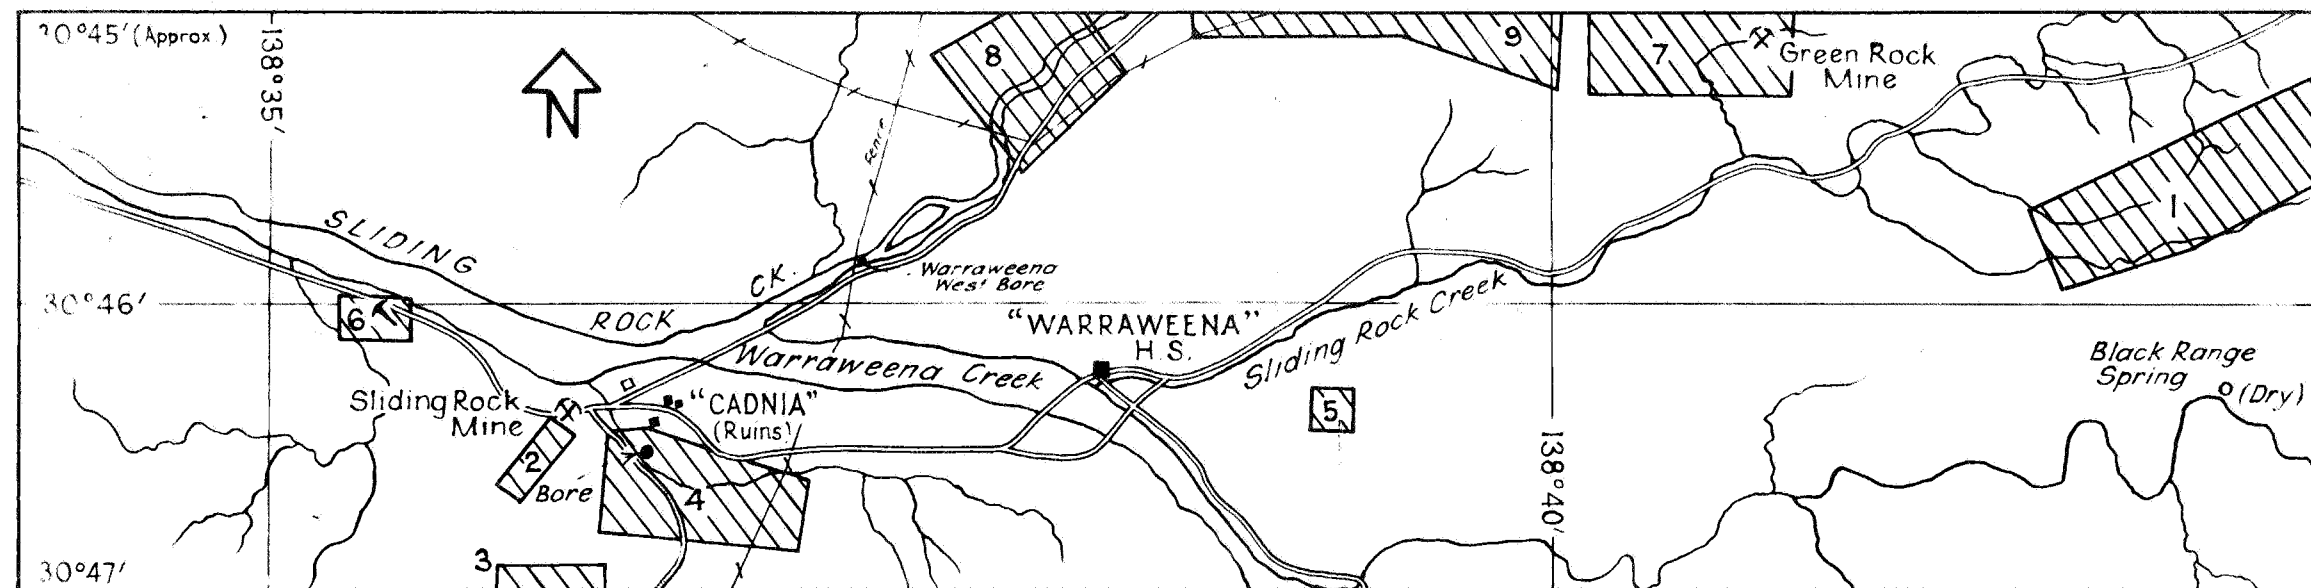 30°45' (Approx)
138°35'
N
8
9
7
Green Rock
Mine
Fence
1
SLIDING
ROCK
CK.
Warraweena
West Bore
30°46'
6
"WARRAWEENA"
H.S.
Sliding Rock Creek
Warraweena Creek
Black Range
Spring
(Dry)
Sliding Rock
Mine
"CADNIA"
(Ruins)
5
2
Bore
4
138°40'
3
30°47'